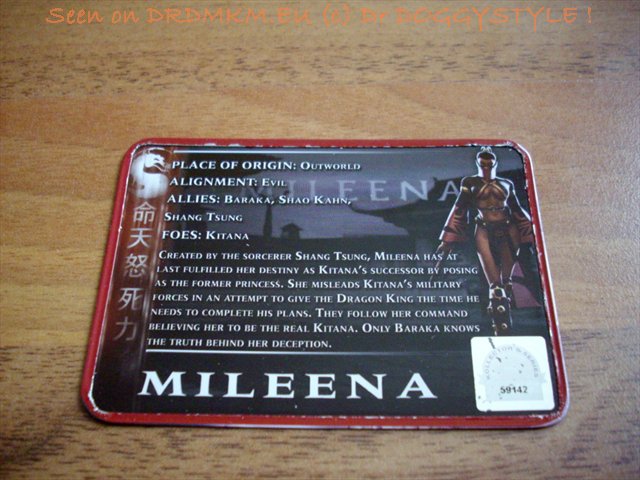 Seen on DRDMKM.EU (c) Dr DOGGYSTYLE !
PLACE OF ORIGIN: OUTWORLD
ALIGNMENT: EVIL
ALLIES: BARAKA, SHAO KAHN,
SHANG TSUNG
FOES: KITANA
MILEENA
CREATED BY THE SORCERER SHANG TSUNG, MILEENA HAS AT
LAST FULFILLED HER DESTINY AS KITANA'S SUCCESSOR BY POSING
AS THE FORMER PRINCESS. SHE MISLEADS KITANA'S MILITARY
FORCES IN AN ATTEMPT TO GIVE THE DRAGON KING THE TIME HE
NEEDS TO COMPLETE HIS PLANS. THEY FOLLOW HER COMMAND
BELIEVING HER TO BE THE REAL KITANA. ONLY BARAKA KNOWS
THE TRUTH BEHIND HER DECEPTION.
命天怒死力
MILEENA
COLLECTOR'S SERIES
59142